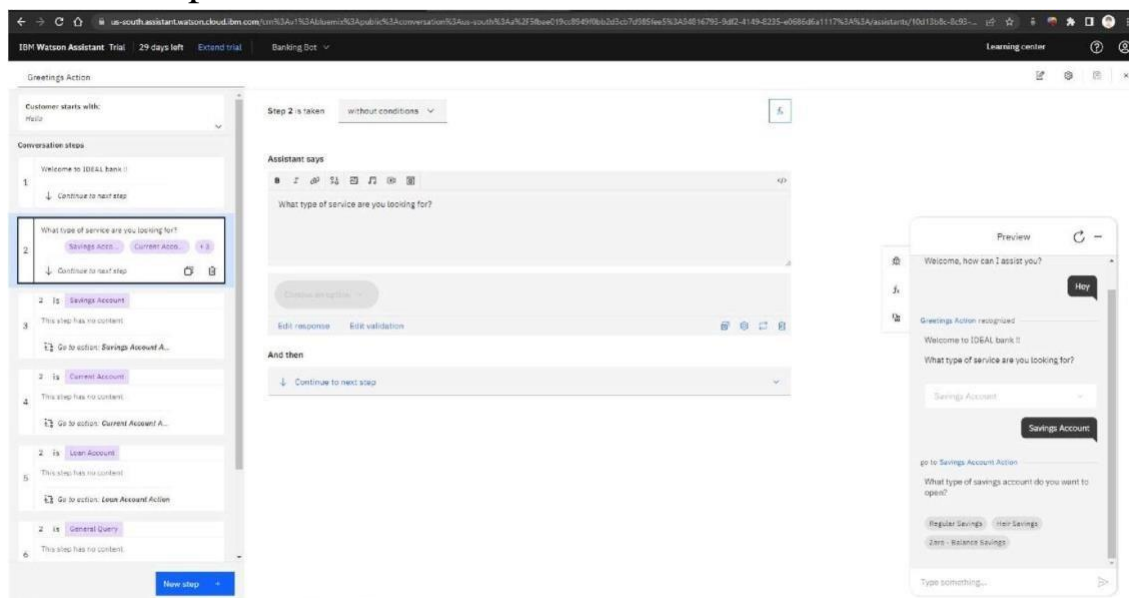 us-south.assistant.watson.cloud.ibm.com
IBM Watson Assistant Trial
29 days left
Extend trial
Banking Bot
Learning center
Greetings Action
Customer starts with:
Hello
Conversation steps
1
Welcome to IDEAL bank !!
Continue to next step
2
What type of service are you looking for?
Savings Acco...
Current Acco...
+3
Continue to next step
3
2 is Savings Account
This step has no content
Go to action: Savings Account A...
4
2 is Current Account
This step has no content
Go to action: Current Account A...
5
2 is Loan Account
This step has no content
Go to action: Loan Account Action
6
2 is General Query
This step has no content
New step +
Step 2 is taken
without conditions
Assistant says
What type of service are you looking for?
Edit response
Edit validation
And then
Continue to next step
Preview
Welcome, how can I assist you?
Hey
Greetings Action recognized
Welcome to IDEAL bank !!
What type of service are you looking for?
Savings Account
Savings Account
go to Savings Account Action
What type of savings account do you want to
open?
Regular Savings
Heir Savings
Zero - Balance Savings
Type something...